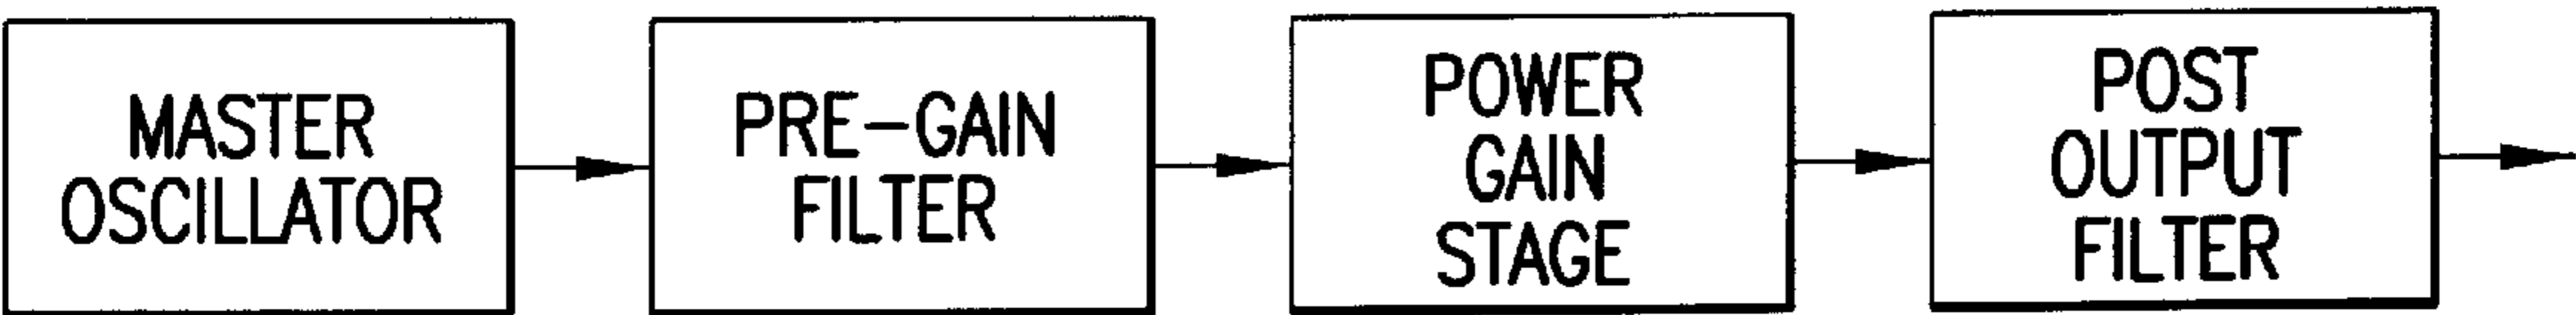 MASTER
OSCILLATOR
PRE-GAIN
FILTER
POWER
GAIN
STAGE
POST
OUTPUT
FILTER